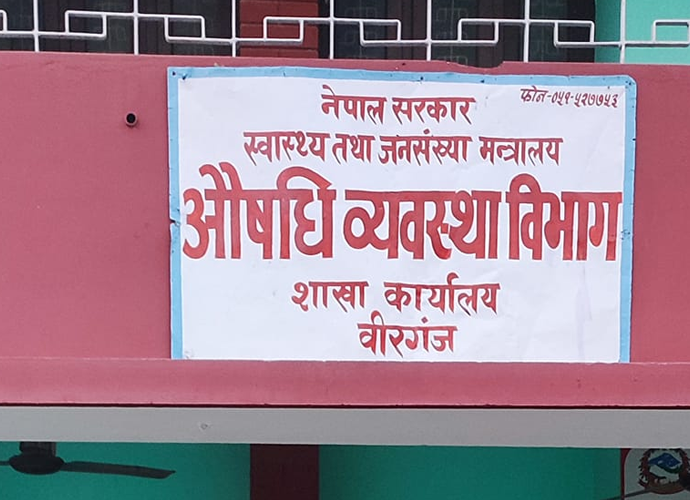 फोन-०५१-५२७७५३
नेपाल सरकार
स्वास्थ्य तथा जनसंख्या मन्त्रालय
औषधि व्यवस्था विभाग
शाखा कार्यालय
वीरगंज